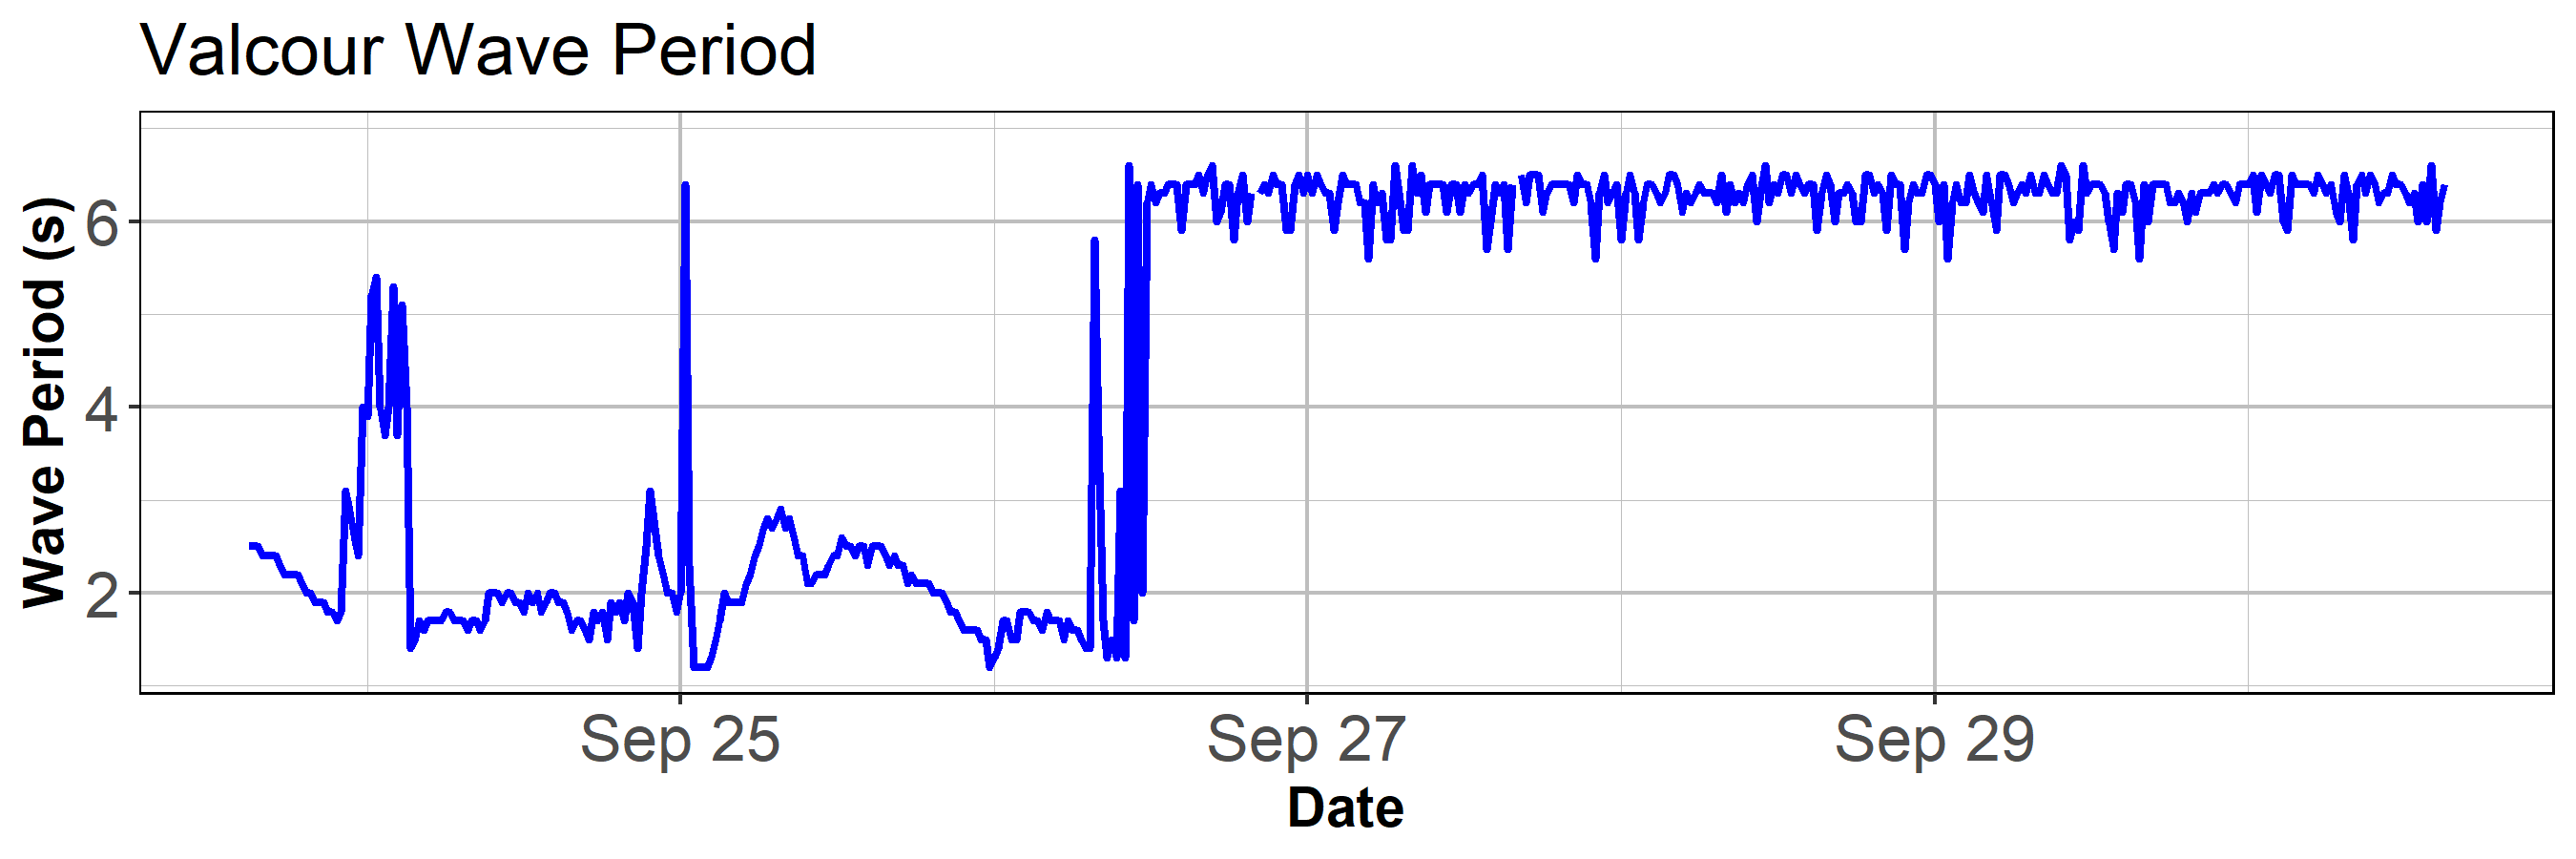 Valcour Wave Period
Wave Period (s)
6
4
2
Sep 25
Sep 27
Sep 29
Date